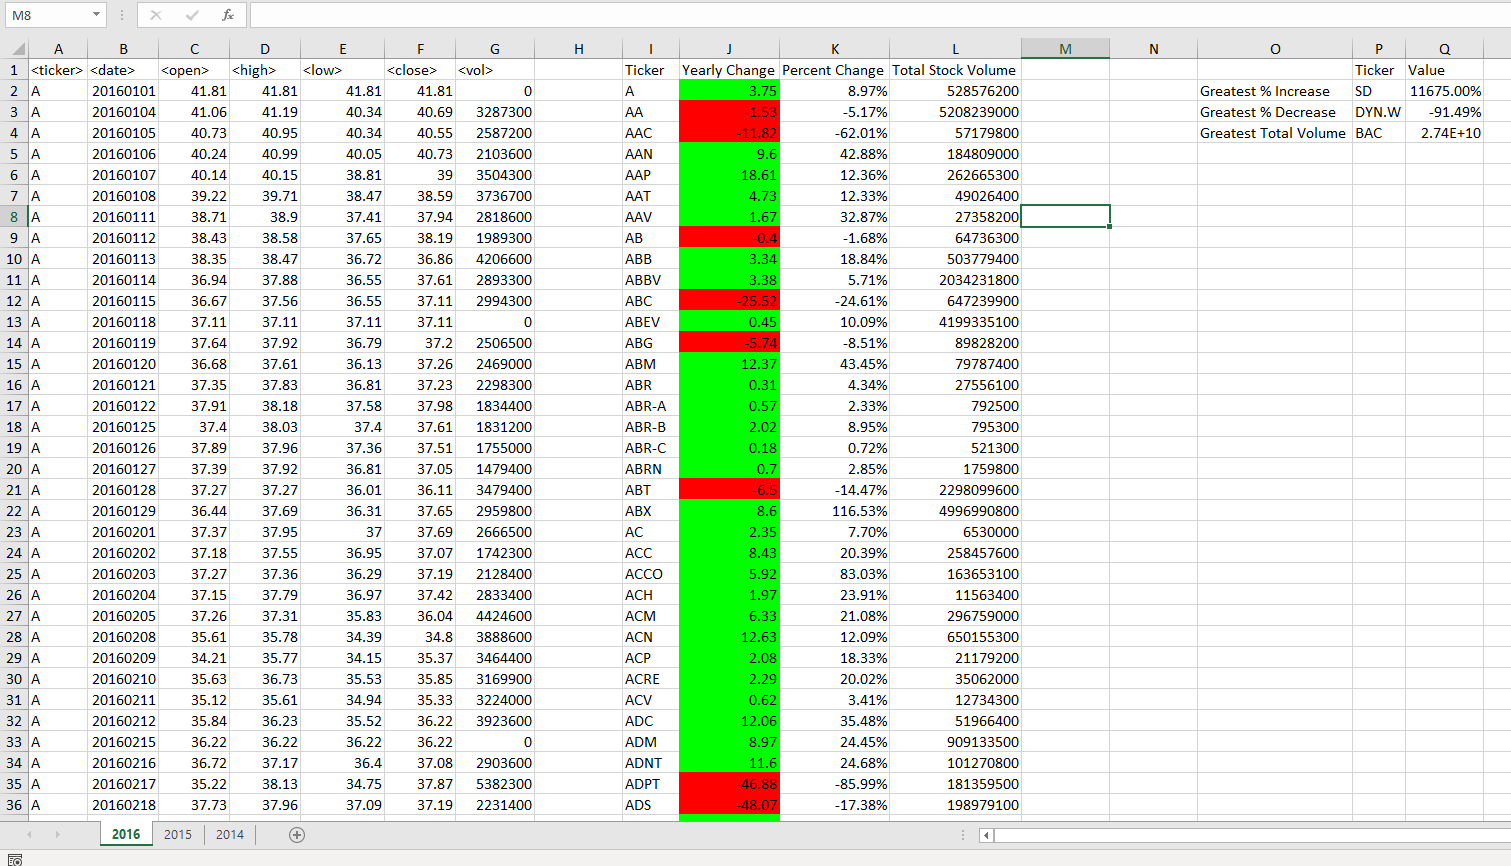 M8 fx
A B C D E F G H I J K L M N O P Q
1 <ticker> <date> <open> <high> <low> <close> <vol> Ticker Yearly Change Percent Change Total Stock Volume Ticker Value
2 A 20160101 41.81 41.81 41.81 41.81 0 A 3.75 8.97% 528576200 Greatest % Increase SD 11675.00%
3 A 20160104 41.06 41.19 40.34 40.69 3287300 AA -1.53 -5.17% 5208239000 Greatest % Decrease DYN.W -91.49%
4 A 20160105 40.73 40.95 40.34 40.55 2587200 AAC -11.82 -62.01% 57179800 Greatest Total Volume BAC 2.74E+10
5 A 20160106 40.24 40.99 40.05 40.73 2103600 AAN 9.6 42.88% 184809000
6 A 20160107 40.14 40.15 38.81 39 3504300 AAP 18.61 12.36% 262665300
7 A 20160108 39.22 39.71 38.47 38.59 3736700 AAT 4.73 12.33% 49026400
8 A 20160111 38.71 38.9 37.41 37.94 2818600 AAV 1.67 32.87% 27358200
9 A 20160112 38.43 38.58 37.65 38.19 1989300 AB -0.4 -1.68% 64736300
10 A 20160113 38.35 38.47 36.72 36.86 4206600 ABB 3.34 18.84% 503779400
11 A 20160114 36.94 37.88 36.55 37.61 2893300 ABBV 3.38 5.71% 2034231800
12 A 20160115 36.67 37.56 36.55 37.11 2994300 ABC -25.52 -24.61% 647239900
13 A 20160118 37.11 37.11 37.11 37.11 0 ABEV 0.45 10.09% 4199335100
14 A 20160119 37.64 37.92 36.79 37.2 2506500 ABG -5.74 -8.51% 89828200
15 A 20160120 36.68 37.61 36.13 37.26 2469000 ABM 12.37 43.45% 79787400
16 A 20160121 37.35 37.83 36.81 37.23 2298300 ABR 0.31 4.34% 27556100
17 A 20160122 37.91 38.18 37.58 37.98 1834400 ABR-A 0.57 2.33% 792500
18 A 20160125 37.4 38.03 37.4 37.61 1831200 ABR-B 2.02 8.95% 795300
19 A 20160126 37.89 37.96 37.36 37.51 1755000 ABR-C 0.18 0.72% 521300
20 A 20160127 37.39 37.92 36.81 37.05 1479400 ABRN 0.7 2.85% 1759800
21 A 20160128 37.27 37.27 36.01 36.11 3479400 ABT -6.5 -14.47% 2298099600
22 A 20160129 36.44 37.69 36.31 37.65 2959800 ABX 8.6 116.53% 4996990800
23 A 20160201 37.37 37.95 37 37.69 2666500 AC 2.35 7.70% 6530000
24 A 20160202 37.18 37.55 36.95 37.07 1742300 ACC 8.43 20.39% 258457600
25 A 20160203 37.27 37.36 36.29 37.19 2128400 ACCO 5.92 83.03% 163653100
26 A 20160204 37.15 37.79 36.97 37.42 2833400 ACH 1.97 23.91% 11563400
27 A 20160205 37.26 37.31 35.83 36.04 4424600 ACM 6.33 21.08% 296759000
28 A 20160208 35.61 35.78 34.39 34.8 3888600 ACN 12.63 12.09% 650155300
29 A 20160209 34.21 35.77 34.15 35.37 3464400 ACP 2.08 18.33% 21179200
30 A 20160210 35.63 36.73 35.53 35.85 3169900 ACRE 2.29 20.02% 35062000
31 A 20160211 35.12 35.61 34.94 35.33 3224000 ACV 0.62 3.41% 12734300
32 A 20160212 35.84 36.23 35.52 36.22 3923600 ADC 12.06 35.48% 51966400
33 A 20160215 36.22 36.22 36.22 36.22 0 ADM 8.97 24.45% 909133500
34 A 20160216 36.72 37.17 36.4 37.08 2903600 ADNT 11.6 24.68% 101270800
35 A 20160217 35.22 38.13 34.75 37.87 5382300 ADPT -46.88 -85.99% 181359500
36 A 20160218 37.73 37.96 37.09 37.19 2231400 ADS -48.07 -17.38% 198979100
2016 2015 2014